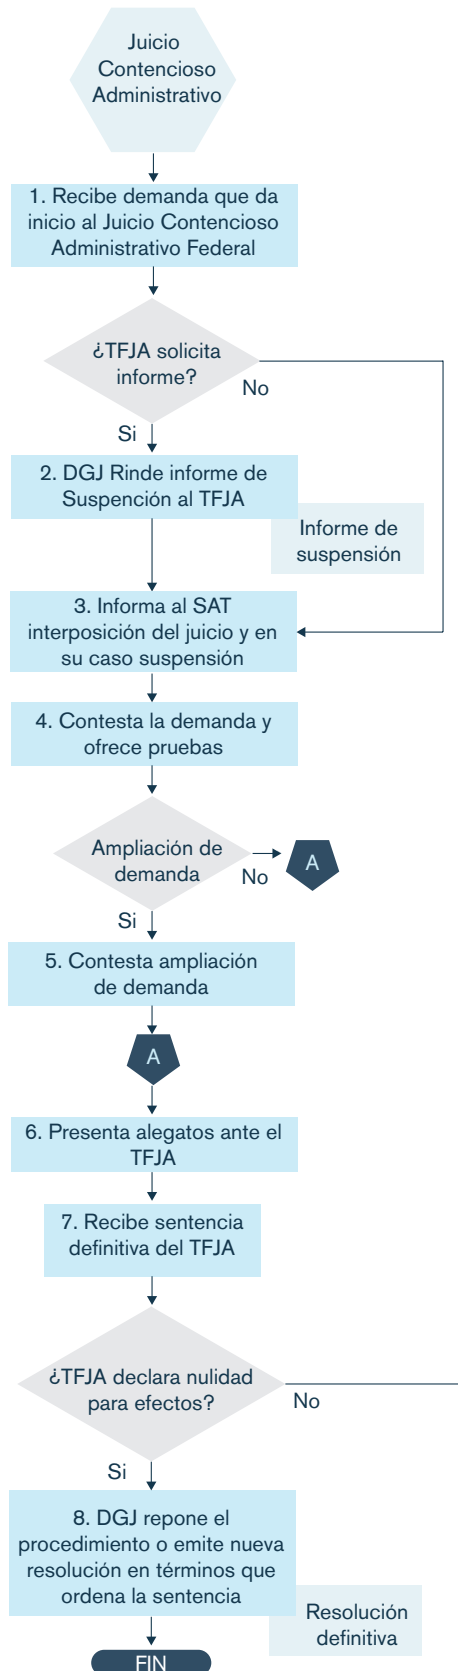 Juicio
Contencioso
Administrativo
1. Recibe demanda que da
inicio al Juicio Contencioso
Administrativo Federal
¿TFJA solicita
informe?
No
Si
2. DGJ Rinde informe de
Suspención al TFJA
Informe de
suspensión
3. Informa al SAT
interposición del juicio y en
su caso suspensión
4. Contesta la demanda y
ofrece pruebas
Ampliación de
demanda
No
A
Si
5. Contesta ampliación
de demanda
A
6. Presenta alegatos ante el
TFJA
7. Recibe sentencia
definitiva del TFJA
¿TFJA declara nulidad
para efectos?
No
Si
8. DGJ repone el
procedimiento o emite nueva
resolución en términos que
ordena la sentencia
Resolución
definitiva
FIN